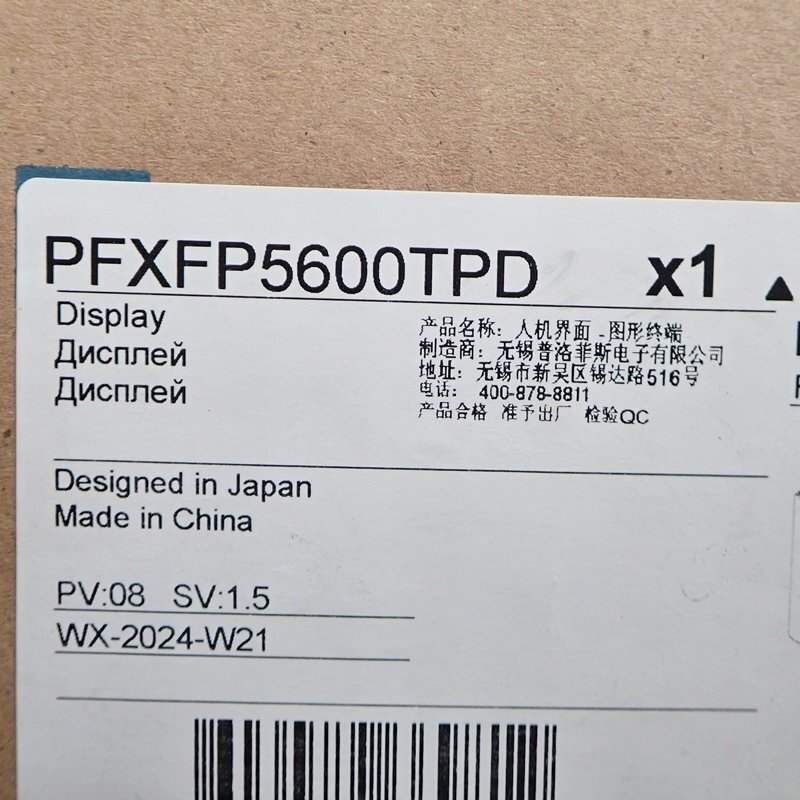 PFXFP5600TPD x1 ▲
Display
Дисплей
Дисплей
产品名称：人机界面 - 图形终端
制造商：无锡普洛菲斯电子有限公司
地址：无锡市新吴区锡达路516号
电话： 400-878-8811
产品合格 准予出厂 检验QC
Designed in Japan
Made in China
PV:08 SV:1.5
WX-2024-W21